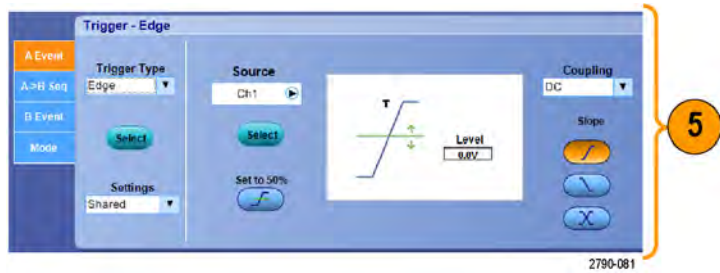 Trigger - Edge
A Event
A->B Seq
B Event
Mode
Trigger Type
Edge
Select
Settings
Shared
Source
Ch1
Select
Set to 50%
T
Level
0.0V
Coupling
DC
Slope
5
2790-081